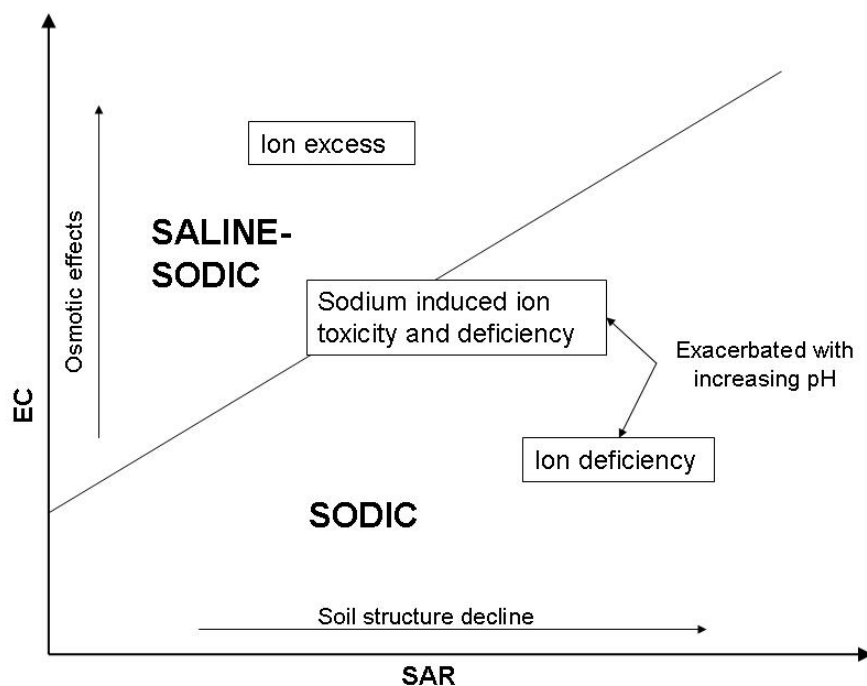 Ion excess
SALINE-
SODIC
Osmotic effects
Sodium induced ion
toxicity and deficiency
Exacerbated with
increasing pH
EC
Ion deficiency
SODIC
Soil structure decline
SAR